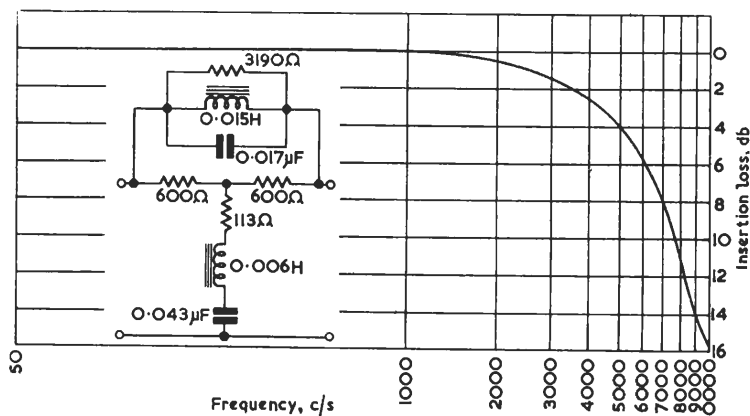 3190Ω
0·015H
0·017μF
600Ω 600Ω
113Ω
0·006H
0·043μF
0
2
4
6
8
10
12
14
16
Insertion loss, db
50
1000
2000
3000
4000
5000
6000
7000
8000
9000
10000
Frequency, c/s